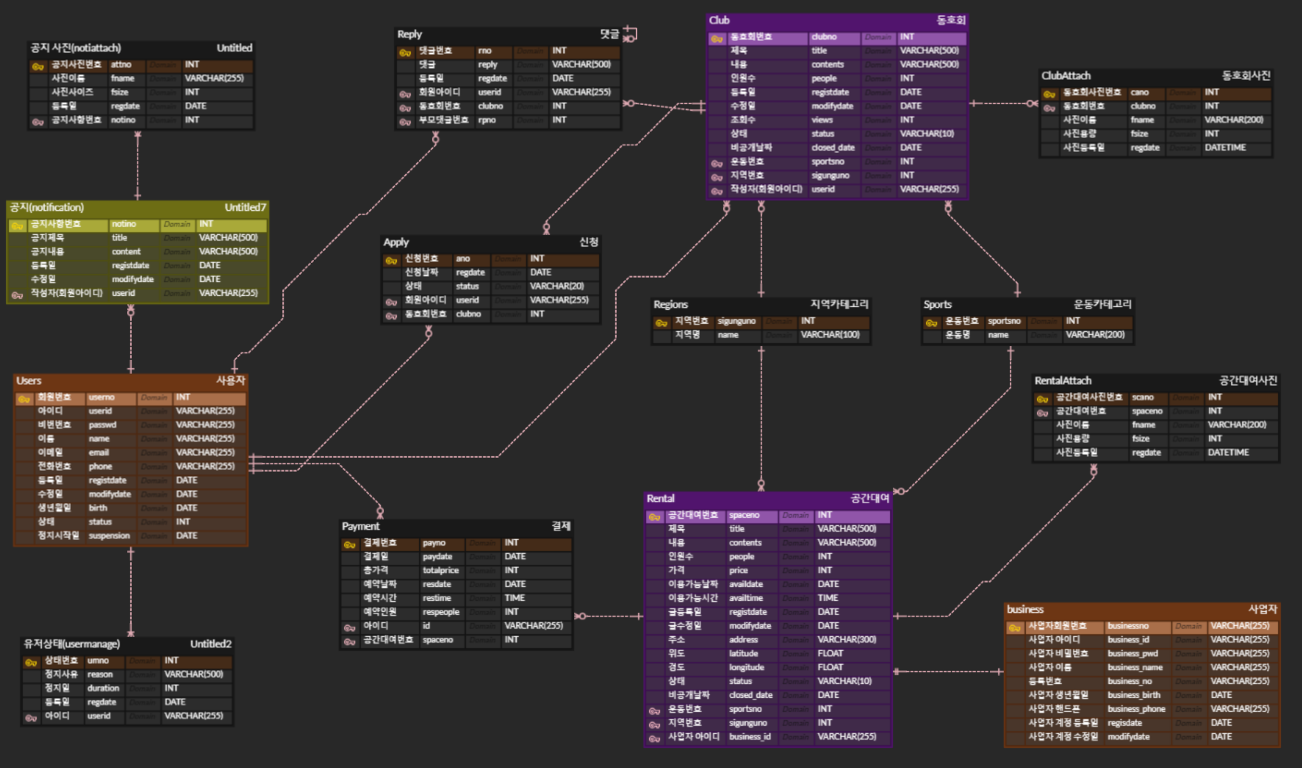 공지 사진(notiattach) Untitled
공지사진번호 attno Domain INT
사진이름 fname Domain VARCHAR(255)
사진사이즈 fsize Domain INT
등록일 regdate Domain DATE
공지사항번호 notino Domain INT
Reply 댓글
댓글번호 rno Domain INT
댓글 reply Domain VARCHAR(500)
등록일 regdate Domain DATE
회원아이디 userid Domain VARCHAR(255)
동호회번호 clubno Domain INT
부모댓글번호 rpno Domain INT
Club 동호회
동호회번호 clubno Domain INT
제목 title Domain VARCHAR(500)
내용 contents Domain VARCHAR(500)
인원수 people Domain INT
등록일 registdate Domain DATE
수정일 modifydate Domain DATE
조회수 views Domain INT
상태 status Domain VARCHAR(10)
비공개날짜 closed_date Domain DATE
운동번호 sportsno Domain INT
지역번호 sigunguno Domain INT
작성자(회원아이디) userid Domain VARCHAR(255)
ClubAttach 동호회사진
동호회사진번호 cano Domain INT
동호회번호 clubno Domain INT
사진이름 fname Domain VARCHAR(200)
사진용량 fsize Domain INT
사진등록일 regdate Domain DATETIME
공지(notification) Untitled7
공지사항번호 notino Domain INT
공지제목 title Domain VARCHAR(500)
공지내용 content Domain VARCHAR(500)
등록일 registdate Domain DATE
수정일 modifydate Domain DATE
작성자(회원아이디) userid Domain VARCHAR(255)
Apply 신청
신청번호 ano Domain INT
신청날짜 regdate Domain DATE
상태 status Domain VARCHAR(20)
회원아이디 userid Domain VARCHAR(255)
동호회번호 clubno Domain INT
Regions 지역카테고리
지역번호 sigunguno Domain INT
지역명 name Domain VARCHAR(100)
Sports 운동카테고리
운동번호 sportsno Domain INT
운동명 name Domain VARCHAR(200)
Users 사용자
회원번호 userno Domain INT
아이디 userid Domain VARCHAR(255)
비번번호 passwd Domain VARCHAR(255)
이름 name Domain VARCHAR(255)
이메일 email Domain VARCHAR(255)
전화번호 phone Domain VARCHAR(255)
등록일 registdate Domain DATE
수정일 modifydate Domain DATE
생년월일 birth Domain DATE
상태 status Domain INT
정지시작일 suspension Domain DATE
RentalAttach 공간대여사진
공간대여사진번호 scano Domain INT
공간대여번호 spaceno Domain INT
사진이름 fname Domain VARCHAR(200)
사진용량 fsize Domain INT
사진등록일 regdate Domain DATETIME
Payment 결제
결제번호 payno Domain INT
결제일 paydate Domain DATE
총가격 totalprice Domain INT
예약날짜 resdate Domain DATE
예약시간 restime Domain TIME
예약인원 respeople Domain INT
아이디 id Domain VARCHAR(255)
공간대여번호 spaceno Domain INT
Rental 공간대여
공간대여번호 spaceno Domain INT
제목 title Domain VARCHAR(500)
내용 contents Domain VARCHAR(500)
인원수 people Domain INT
가격 price Domain INT
이용가능날짜 availdate Domain DATE
이용가능시간 availtime Domain TIME
글등록일 registdate Domain DATE
글수정일 modifydate Domain DATE
주소 address Domain VARCHAR(300)
위도 latitude Domain FLOAT
경도 longitude Domain FLOAT
상태 status Domain VARCHAR(10)
비공개날짜 closed_date Domain DATE
운동번호 sportsno Domain INT
지역번호 sigunguno Domain INT
사업자 아이디 business_id Domain VARCHAR(255)
유저상태(usermanage) Untitled2
상태번호 umno Domain INT
정지사유 reason Domain VARCHAR(500)
정지일 duration Domain INT
등록일 regdate Domain DATE
아이디 userid Domain VARCHAR(255)
business 사업자
사업자회원번호 businessno Domain VARCHAR(255)
사업자 아이디 business_id Domain VARCHAR(255)
사업자 비밀번호 business_pwd Domain VARCHAR(255)
사업자 이름 business_name Domain VARCHAR(255)
등록번호 business_no Domain VARCHAR(255)
사업자 생년월일 business_birth Domain DATE
사업자 핸드폰 business_phone Domain VARCHAR(255)
사업자 계정 등록일 regisdate Domain DATE
사업자 계정 수정일 modifydate Domain DATE